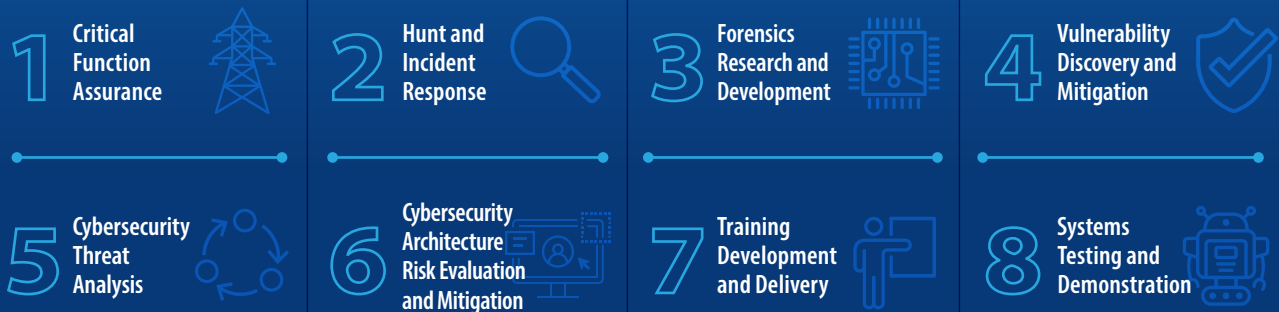 1
Critical
Function
Assurance
2
Hunt and
Incident
Response
3
Forensics
Research and
Development
4
Vulnerability
Discovery and
Mitigation
5
Cybersecurity
Threat
Analysis
6
Cybersecurity
Architecture
Risk Evaluation
and Mitigation
7
Training
Development
and Delivery
8
Systems
Testing and
Demonstration